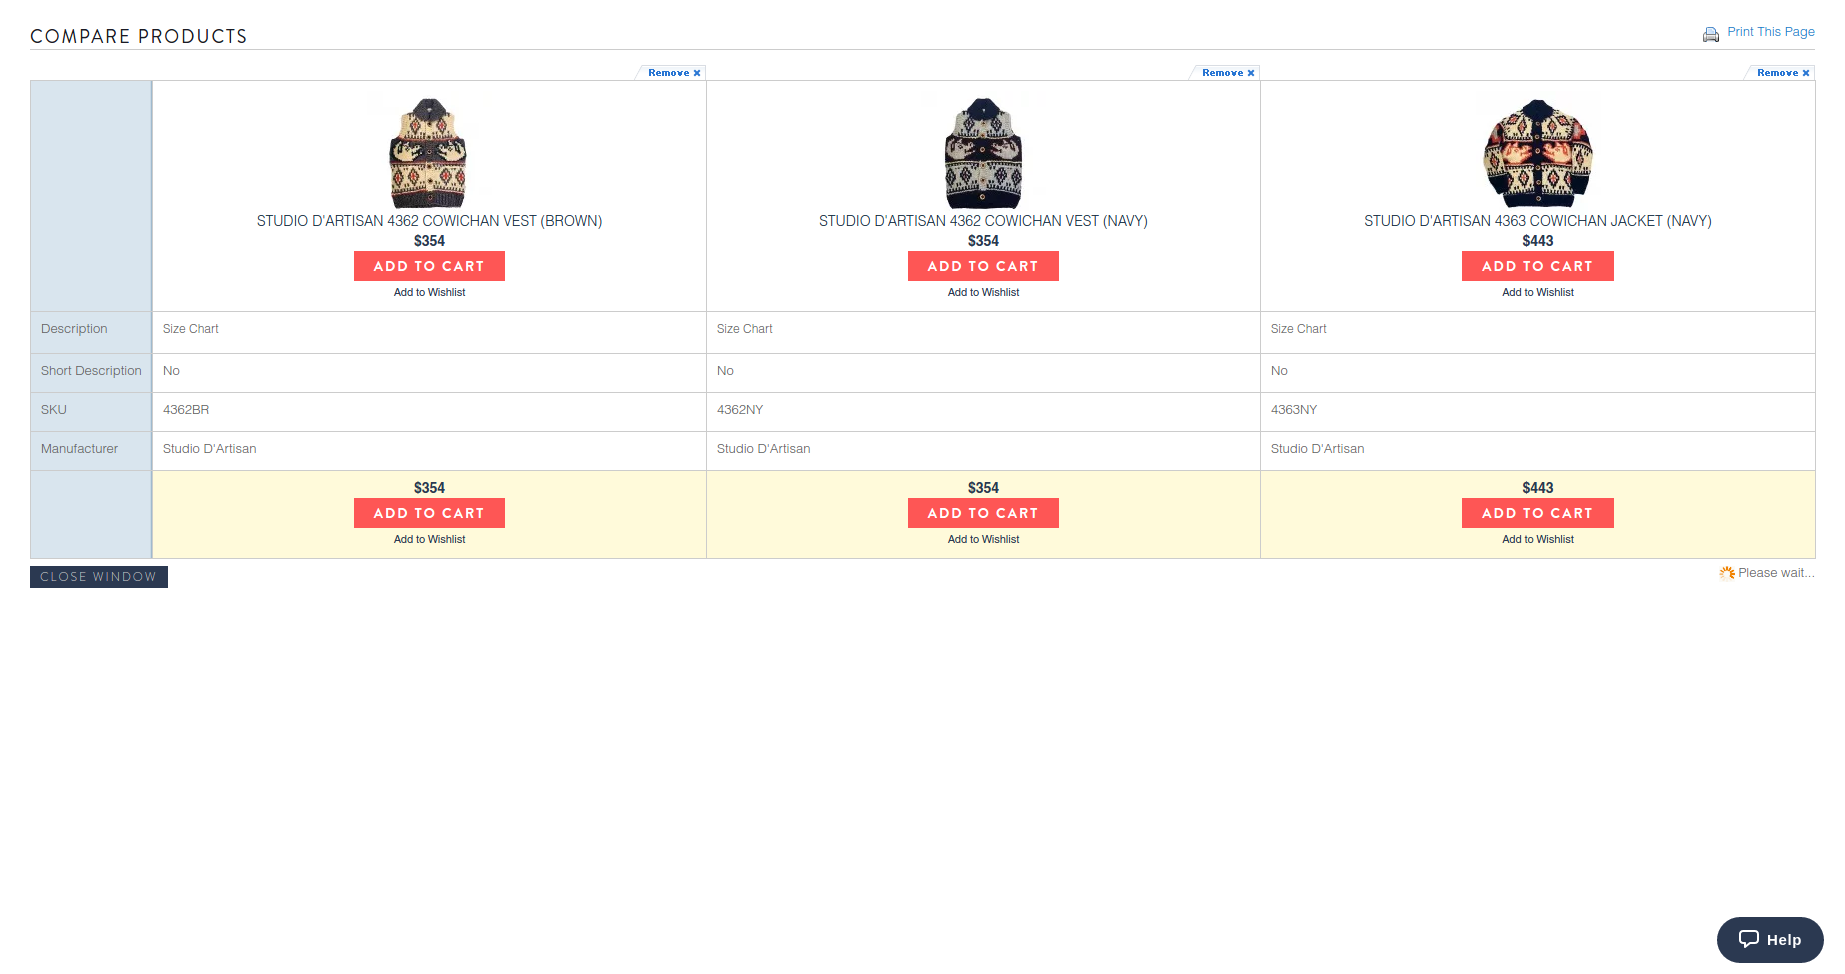 COMPARE PRODUCTS
Print This Page
Remove ×
Remove ×
Remove ×
STUDIO D'ARTISAN 4362 COWICHAN VEST (BROWN)
$354
ADD TO CART
Add to Wishlist
STUDIO D'ARTISAN 4362 COWICHAN VEST (NAVY)
$354
ADD TO CART
Add to Wishlist
STUDIO D'ARTISAN 4363 COWICHAN JACKET (NAVY)
$443
ADD TO CART
Add to Wishlist
Description
Size Chart
Size Chart
Size Chart
Short Description
No
No
No
SKU
4362BR
4362NY
4363NY
Manufacturer
Studio D'Artisan
Studio D'Artisan
Studio D'Artisan
$354
ADD TO CART
Add to Wishlist
$354
ADD TO CART
Add to Wishlist
$443
ADD TO CART
Add to Wishlist
CLOSE WINDOW
Please wait...
Help